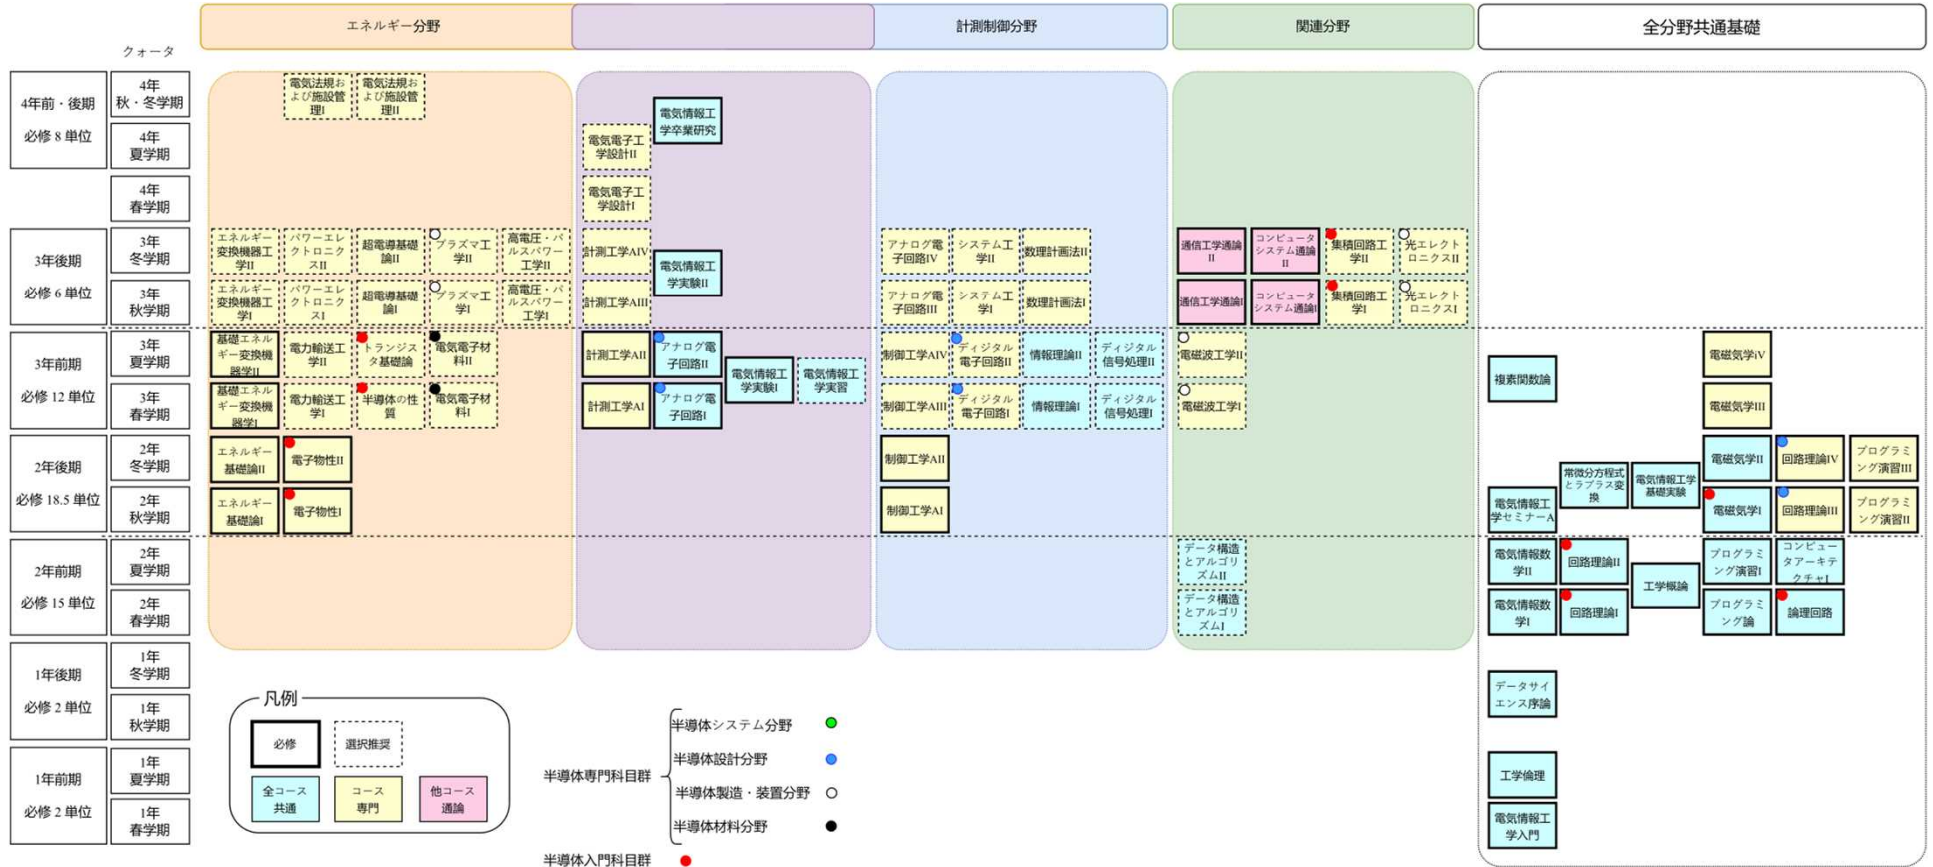 エネルギー分野
計測制御分野
関連分野
全分野共通基礎
クォータ
4年前・後期
必修 8 単位
4年
秋・冬学期
4年
夏学期
4年
春学期
電気法規お
よび施設管
理I
電気法規お
よび施設管
理II
電気情報工
学卒業研究
電気電子工
学設計II
電気電子工
学設計I
3年後期
必修 6 単位
3年
冬学期
3年
秋学期
エネルギー
変換機器工
学II
パワーエレ
クトロニク
スII
超電導基礎
論II
プラズマ工
学II
高電圧・パ
ルスパワー
工学II
計測工学AIV
電気情報工
学実験II
アナログ電
子回路IV
システム工
学II
数理計画法II
通信工学通論
II
コンピュータ
システム通論
II
集積回路工
学II
光エレクト
ロニクスII
エネルギー
変換機器工
学I
パワーエレ
クトロニク
スI
超電導基礎
論I
プラズマ工
学I
高電圧・パ
ルスパワー
工学I
計測工学AIII
アナログ電
子回路III
システム工
学I
数理計画法I
通信工学通論I
コンピュータ
システム通論I
集積回路工
学I
光エレクト
ロニクスI
3年前期
必修 12 単位
3年
夏学期
3年
春学期
基礎エネル
ギー変換機
器学II
電力輸送工
学II
トランジス
タ基礎論
電気電子材
料II
計測工学AII
アナログ電
子回路II
電気情報工
学実験I
電気情報工
学実習
制御工学AIV
ディジタル
電子回路II
情報理論II
ディジタル
信号処理II
電磁波工学II
複素関数論
電磁気学iV
基礎エネル
ギー変換機
器学I
電力輸送工
学I
半導体の性
質
電気電子材
料I
計測工学AI
アナログ電
子回路I
制御工学AIII
ディジタル
電子回路I
情報理論I
ディジタル
信号処理I
電磁波工学I
電磁気学III
2年後期
必修 18.5 単位
2年
冬学期
2年
秋学期
エネルギー
基礎論II
電子物性II
制御工学AII
常微分方程式
とラプラス変
換
電気情報工学
基礎実験
電磁気学II
回路理論IV
プログラミ
ング演習III
エネルギー
基礎論I
電子物性I
制御工学AI
電気情報工
学セミナーA
電磁気学I
回路理論III
プログラミ
ング演習II
2年前期
必修 15 単位
2年
夏学期
2年
春学期
データ構造
とアルゴリ
ズムII
電気情報数
学II
回路理論II
工学概論
プログラミ
ング演習I
コンピュー
タアーキテ
クチャI
データ構造
とアルゴリ
ズムI
電気情報数
学I
回路理論I
プログラミ
ング論
論理回路
1年後期
必修 2 単位
1年
冬学期
1年
秋学期
データサイ
エンス序論
1年前期
必修 2 単位
1年
夏学期
1年
春学期
工学倫理
電気情報工
学入門
凡例
必修
選択推奨
全コース
共通
コース
専門
他コース
通論
半導体専門科目群
半導体システム分野
半導体設計分野
半導体製造・装置分野
半導体材料分野
半導体入門科目群